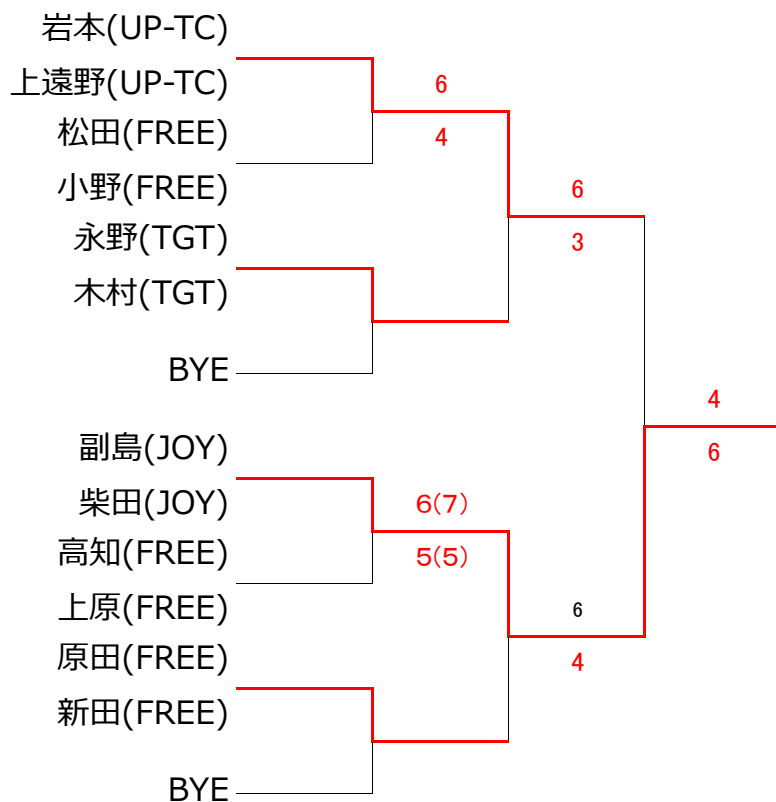 岩本(UP-TC)
上遠野(UP-TC)
6
松田(FREE)
4
小野(FREE)
6
永野(TGT)
3
木村(TGT)
BYE
4
副島(JOY)
6
柴田(JOY)
6(7)
高知(FREE)
5(5)
上原(FREE)
6
原田(FREE)
4
新田(FREE)
BYE